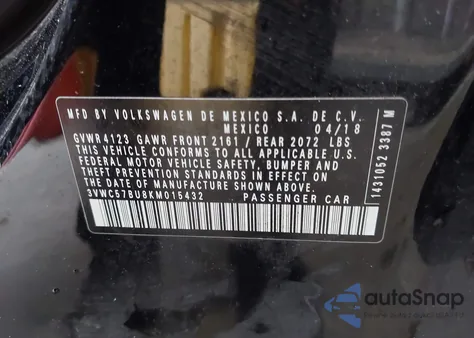 MFD BY VOLKSWAGEN DE MEXICO S.A. DE C.V.
MEXICO 04/18
GVWR 4123 GAWR FRONT 2161 / REAR 2072 LBS
THIS VEHICLE CONFORMS TO ALL APPLICABLE U.S.
FEDERAL MOTOR VEHICLE SAFETY, BUMPER AND
THEFT PREVENTION STANDARDS IN EFFECT ON
THE DATE OF MANUFACTURE SHOWN ABOVE.
3VWC57BU8KM015432 PASSENGER CAR
1431052 3387 M
autoSnap